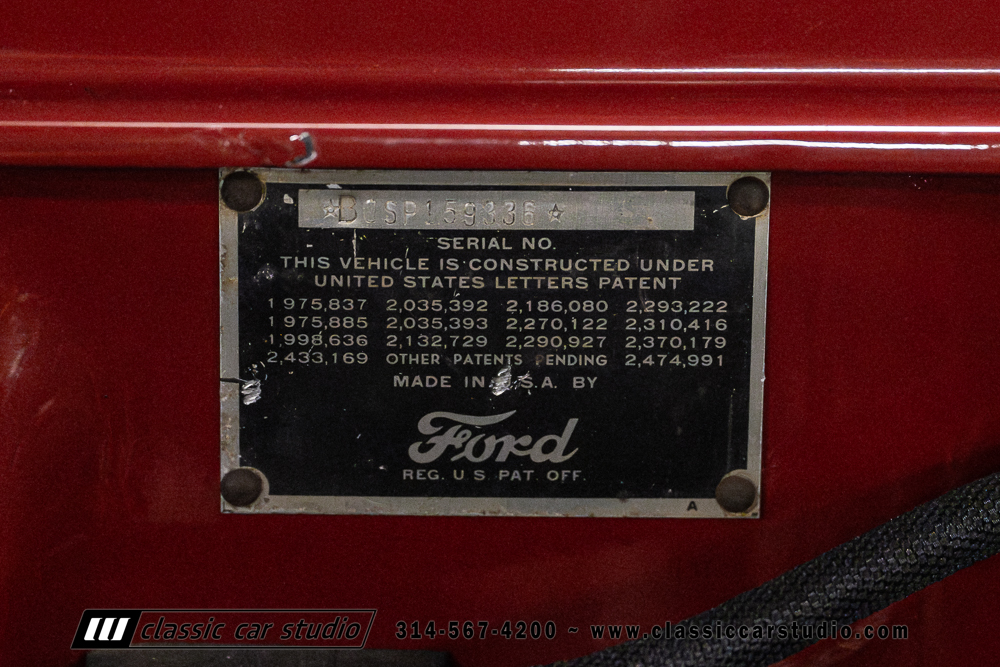 ☆B0SP159336☆
SERIAL NO.
THIS VEHICLE IS CONSTRUCTED UNDER
UNITED STATES LETTERS PATENT
1 975,837 2,035,392 2,186,080 2,293,222
1 975,885 2,035,393 2,270,122 2,310,416
1,998,636 2,132,729 2,290,927 2,370,179
2,433,169 OTHER PATENTS PENDING 2,474,991
MADE IN U.S.A. BY
Ford
REG. U.S. PAT. OFF.
A
classic car studio 314-567-4200 ~ www.classiccarstudio.com